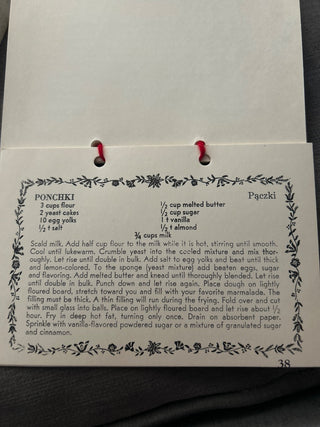 PONCHKI Pączki
3 cups flour ½ cup melted butter
2 yeast cakes ½ cup sugar
10 egg yolks 1 t vanilla
½ t salt ½ t almond
¾ cups milk
Scald milk. Add half cup flour to the milk while it is hot, stirring until smooth.
Cool until lukewarm. Crumble yeast into the cooled mixture and mix thor-
oughly. Let rise until double in bulk. Add salt to egg yolks and beat until thick
and lemon-colored. To the sponge (yeast mixture) add beaten eggs, sugar
and flavoring. Add melted butter and knead until thoroughly blended. Let rise
until double in bulk. Punch down and let rise again. Place dough on lightly
floured board, stretch toward you and fill with your favorite marmalade. The
filling must be thick. A thin filling will run during the frying. Fold over and cut
with small glass into balls. Place on lightly floured board and let rise about ½
hour. Fry in deep hot fat, turning only once. Drain on absorbent paper.
Sprinkle with vanilla-flavored powdered sugar or a mixture of granulated sugar
and cinnamon.
38